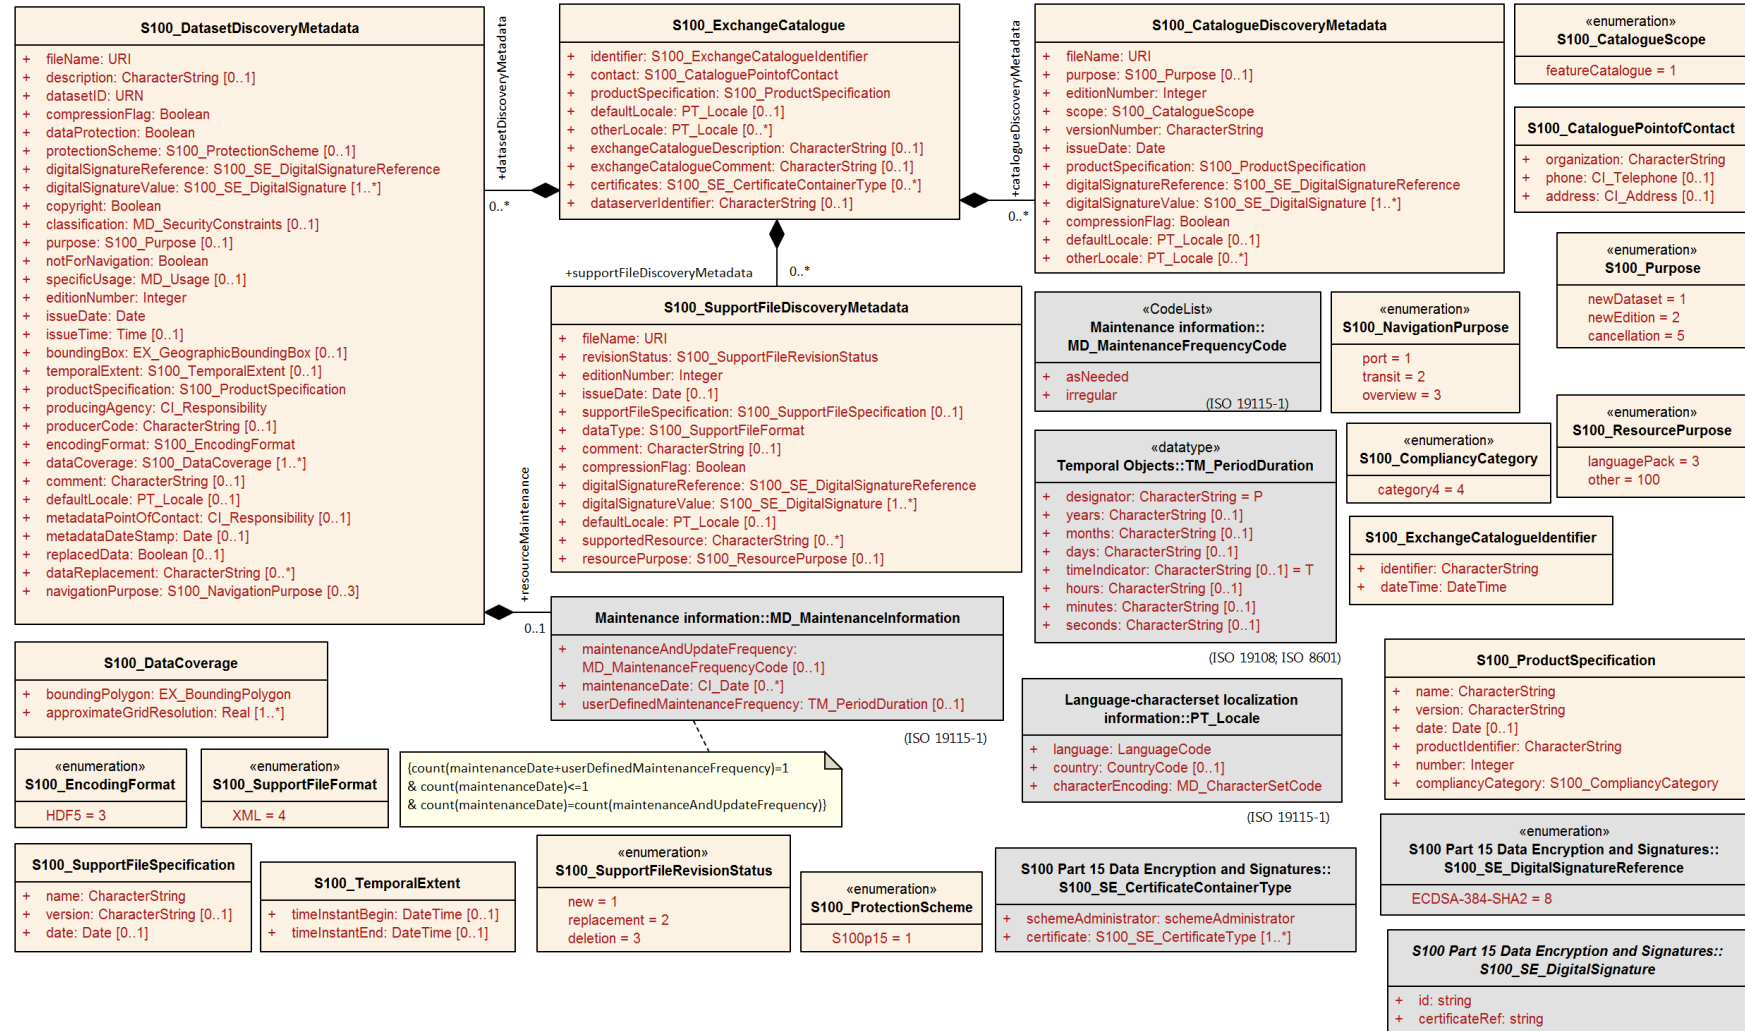 S100_DatasetDiscoveryMetadata
+ fileName: URI
+ description: CharacterString [0..1]
+ datasetID: URN
+ compressionFlag: Boolean
+ dataProtection: Boolean
+ protectionScheme: S100_ProtectionScheme [0..1]
+ digitalSignatureReference: S100_SE_DigitalSignatureReference
+ digitalSignatureValue: S100_SE_DigitalSignature [1..*]
+ copyright: Boolean
+ classification: MD_SecurityConstraints [0..1]
+ purpose: S100_Purpose [0..1]
+ notForNavigation: Boolean
+ specificUsage: MD_Usage [0..1]
+ editionNumber: Integer
+ issueDate: Date
+ issueTime: Time [0..1]
+ boundingBox: EX_GeographicBoundingBox [0..1]
+ temporalExtent: S100_TemporalExtent [0..1]
+ productSpecification: S100_ProductSpecification
+ producingAgency: CI_Responsibility
+ producerCode: CharacterString [0..1]
+ encodingFormat: S100_EncodingFormat
+ dataCoverage: S100_DataCoverage [1..*]
+ comment: CharacterString [0..1]
+ defaultLocale: PT_Locale [0..1]
+ metadataPointOfContact: CI_Responsibility [0..1]
+ metadataDateStamp: Date [0..1]
+ replacedData: Boolean [0..1]
+ dataReplacement: CharacterString [0..*]
+ navigationPurpose: S100_NavigationPurpose [0..3]
+datasetDiscoveryMetadata
0..*
S100_ExchangeCatalogue
+ identifier: S100_ExchangeCatalogueIdentifier
+ contact: S100_CataloguePointofContact
+ productSpecification: S100_ProductSpecification
+ defaultLocale: PT_Locale [0..1]
+ otherLocale: PT_Locale [0..*]
+ exchangeCatalogueDescription: CharacterString [0..1]
+ exchangeCatalogueComment: CharacterString [0..1]
+ certificates: S100_SE_CertificateContainerType [0..*]
+ dataserverIdentifier: CharacterString [0..1]
+catalogueDiscoveryMetadata
0..*
S100_CatalogueDiscoveryMetadata
+ fileName: URI
+ purpose: S100_Purpose [0..1]
+ editionNumber: Integer
+ scope: S100_CatalogueScope
+ versionNumber: CharacterString
+ issueDate: Date
+ productSpecification: S100_ProductSpecification
+ digitalSignatureReference: S100_SE_DigitalSignatureReference
+ digitalSignatureValue: S100_SE_DigitalSignature [1..*]
+ compressionFlag: Boolean
+ defaultLocale: PT_Locale [0..1]
+ otherLocale: PT_Locale [0..*]
«enumeration»
S100_CatalogueScope
featureCatalogue = 1
S100_CataloguePointofContact
+ organization: CharacterString
+ phone: CI_Telephone [0..1]
+ address: CI_Address [0..1]
«enumeration»
S100_Purpose
newDataset = 1
newEdition = 2
cancellation = 5
+supportFileDiscoveryMetadata
0..*
S100_SupportFileDiscoveryMetadata
+ fileName: URI
+ revisionStatus: S100_SupportFileRevisionStatus
+ editionNumber: Integer
+ issueDate: Date [0..1]
+ supportFileSpecification: S100_SupportFileSpecification [0..1]
+ dataType: S100_SupportFileFormat
+ comment: CharacterString [0..1]
+ compressionFlag: Boolean
+ digitalSignatureReference: S100_SE_DigitalSignatureReference
+ digitalSignatureValue: S100_SE_DigitalSignature [1..*]
+ defaultLocale: PT_Locale [0..1]
+ supportedResource: CharacterString [0..*]
+ resourcePurpose: S100_ResourcePurpose [0..1]
«CodeList»
Maintenance information::
MD_MaintenanceFrequencyCode
+ asNeeded
+ irregular
(ISO 19115-1)
«enumeration»
S100_NavigationPurpose
port = 1
transit = 2
overview = 3
«enumeration»
S100_ResourcePurpose
languagePack = 3
other = 100
«datatype»
Temporal Objects::TM_PeriodDuration
+ designator: CharacterString = P
+ years: CharacterString [0..1]
+ months: CharacterString [0..1]
+ days: CharacterString [0..1]
+ timeIndicator: CharacterString [0..1] = T
+ hours: CharacterString [0..1]
+ minutes: CharacterString [0..1]
+ seconds: CharacterString [0..1]
(ISO 19108; ISO 8601)
«enumeration»
S100_CompliancyCategory
category4 = 4
S100_ExchangeCatalogueIdentifier
+ identifier: CharacterString
+ dateTime: DateTime
+resourceMaintenance
0..1
Maintenance information::MD_MaintenanceInformation
+ maintenanceAndUpdateFrequency:
MD_MaintenanceFrequencyCode [0..1]
+ maintenanceDate: CI_Date [0..*]
+ userDefinedMaintenanceFrequency: TM_PeriodDuration [0..1]
(ISO 19115-1)
S100_DataCoverage
+ boundingPolygon: EX_BoundingPolygon
+ approximateGridResolution: Real [1..*]
Language-characterset localization
information::PT_Locale
+ language: LanguageCode
+ country: CountryCode [0..1]
+ characterEncoding: MD_CharacterSetCode
(ISO 19115-1)
S100_ProductSpecification
+ name: CharacterString
+ version: CharacterString
+ date: Date [0..1]
+ productIdentifier: CharacterString
+ number: Integer
+ compliancyCategory: S100_CompliancyCategory
«enumeration»
S100_EncodingFormat
HDF5 = 3
«enumeration»
S100_SupportFileFormat
XML = 4
{count(maintenanceDate+userDefinedMaintenanceFrequency)=1
& count(maintenanceDate)<=1
& count(maintenanceDate)=count(maintenanceAndUpdateFrequency)}
«enumeration»
S100 Part 15 Data Encryption and Signatures::
S100_SE_DigitalSignatureReference
ECDSA-384-SHA2 = 8
S100_SupportFileSpecification
+ name: CharacterString
+ version: CharacterString [0..1]
+ date: Date [0..1]
S100_TemporalExtent
+ timeInstantBegin: DateTime [0..1]
+ timeInstantEnd: DateTime [0..1]
«enumeration»
S100_SupportFileRevisionStatus
new = 1
replacement = 2
deletion = 3
«enumeration»
S100_ProtectionScheme
S100p15 = 1
S100 Part 15 Data Encryption and Signatures::
S100_SE_CertificateContainerType
+ schemeAdministrator: schemeAdministrator
+ certificate: S100_SE_CertificateType [1..*]
S100 Part 15 Data Encryption and Signatures::
S100_SE_DigitalSignature
+ id: string
+ certificateRef: string